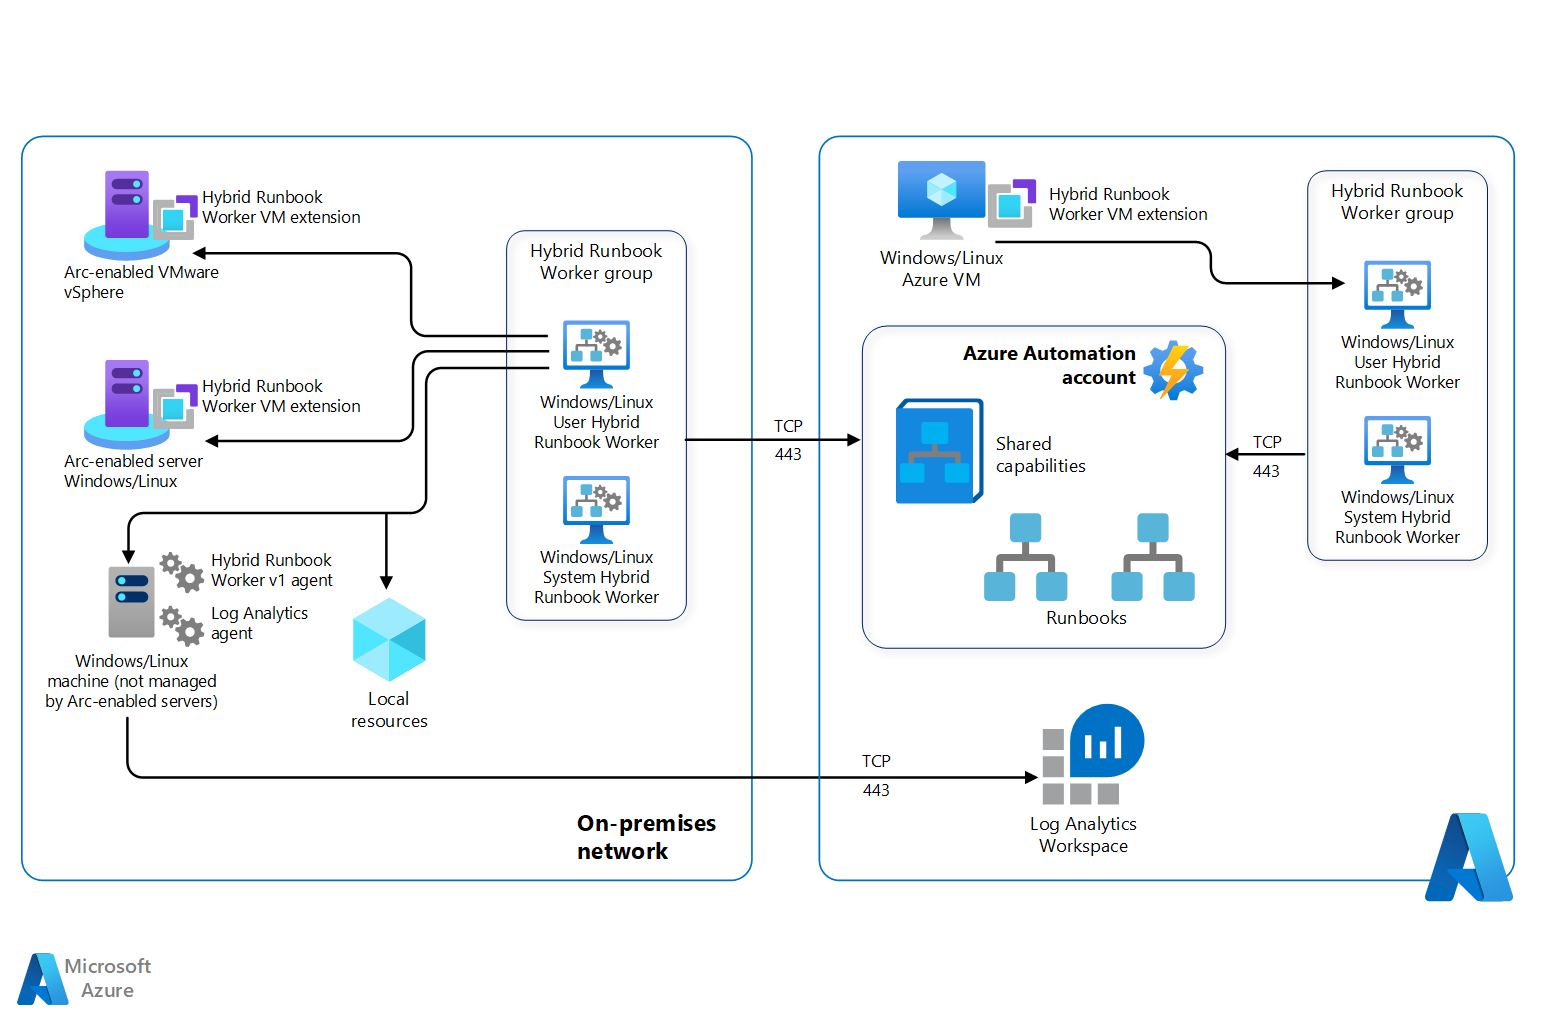 Hybrid Runbook
Worker VM extension
Arc-enabled VMware
vSphere
Hybrid Runbook
Worker VM extension
Arc-enabled server
Windows/Linux
Hybrid Runbook
Worker v1 agent
Log Analytics
agent
Windows/Linux
machine (not managed
by Arc-enabled servers)
Local
resources
Hybrid Runbook
Worker group
Windows/Linux
User Hybrid
Runbook Worker
Windows/Linux
System Hybrid
Runbook Worker
On-premises
network
TCP
443
TCP
443
Windows/Linux
Azure VM
Hybrid Runbook
Worker VM extension
Azure Automation
account
Shared
capabilities
Runbooks
Log Analytics
Workspace
TCP
443
Hybrid Runbook
Worker group
Windows/Linux
User Hybrid
Runbook Worker
Windows/Linux
System Hybrid
Runbook Worker
Microsoft
Azure